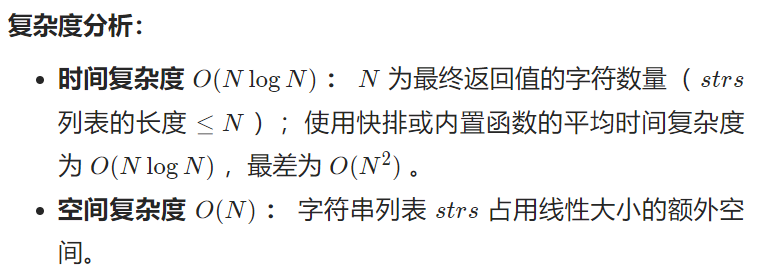 复杂度分析：
• 时间复杂度 O(N log N)： N 为最终返回值的字符数量（ strs
列表的长度 ≤ N ）；使用快排或内置函数的平均时间复杂度
为 O(N log N) ，最差为 O(N²) 。
• 空间复杂度 O(N)： 字符串列表 strs 占用线性大小的额外空
间。